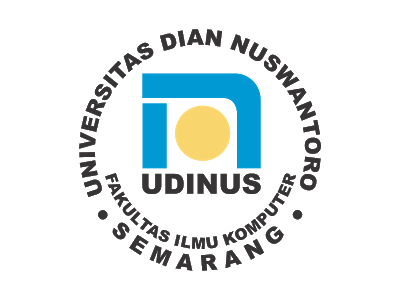 UNIVERSITAS DIAN NUSWANTORO
UDINUS
FAKULTAS ILMU KOMPUTER
• SEMARANG •